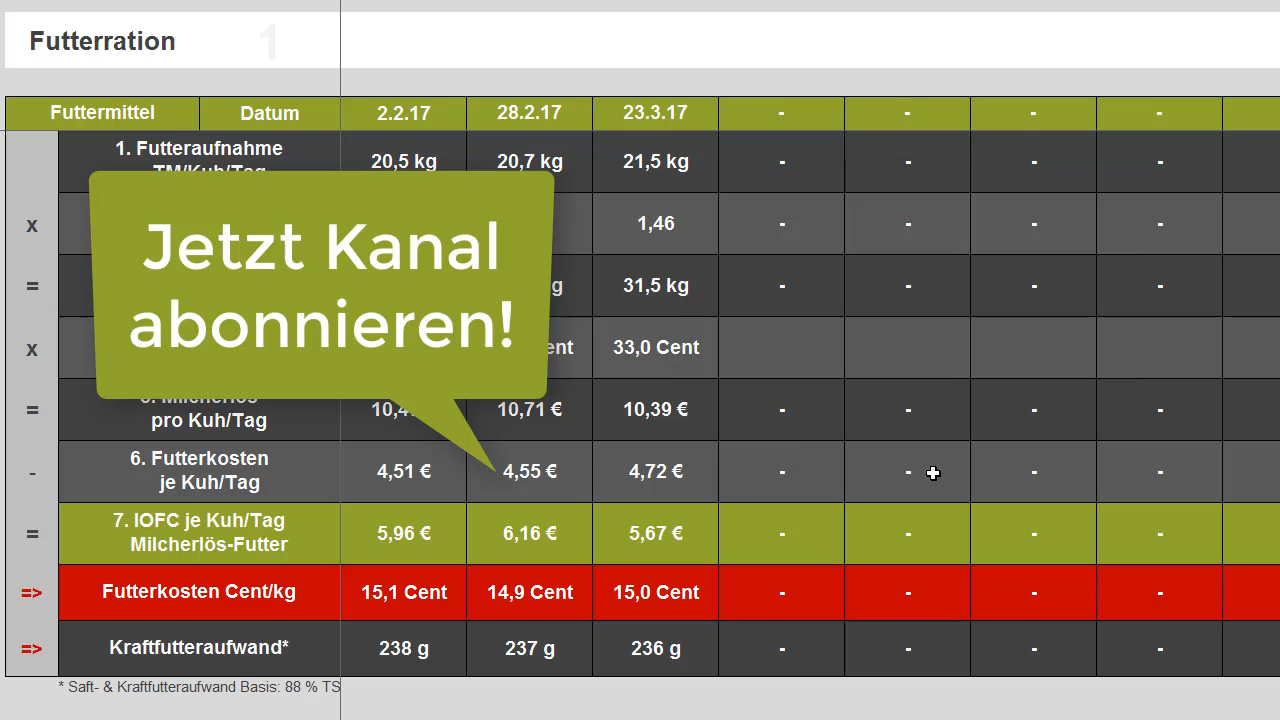 Futterration 1
Futtermittel Datum 2.2.17 28.2.17 23.3.17 - - - -
1. Futteraufnahme
TM/Kuh/Tag 20,5 kg 20,7 kg 21,5 kg - - - -
Jetzt Kanal
abonnieren!
x 1,46 - - - -
= g 31,5 kg - - - -
x ent 33,0 Cent
= pro Kuh/Tag 10,71 € 10,39 € - - - -
- 6. Futterkosten
je Kuh/Tag 4,51 € 4,55 € 4,72 € - - - -
= 7. IOFC je Kuh/Tag
Milcherlös-Futter 5,96 € 6,16 € 5,67 € - - - -
=> Futterkosten Cent/kg 15,1 Cent 14,9 Cent 15,0 Cent - - - -
=> Kraftfutteraufwand* 238 g 237 g 236 g - - - -
* Saft- & Kraftfutteraufwand Basis: 88 % TS